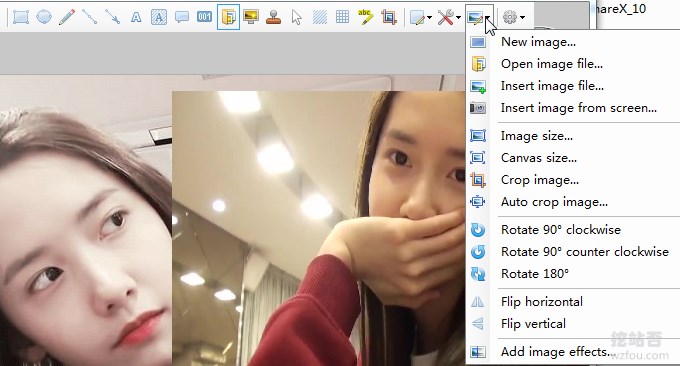 hareX_10
A
A
001
abc
New image...
Open image file...
Insert image file...
Insert image from screen...
Image size...
Canvas size...
Crop image...
Auto crop image...
Rotate 90° clockwise
Rotate 90° counter clockwise
Rotate 180°
Flip horizontal
Flip vertical
Add image effects...
挖站否
wzfou.com